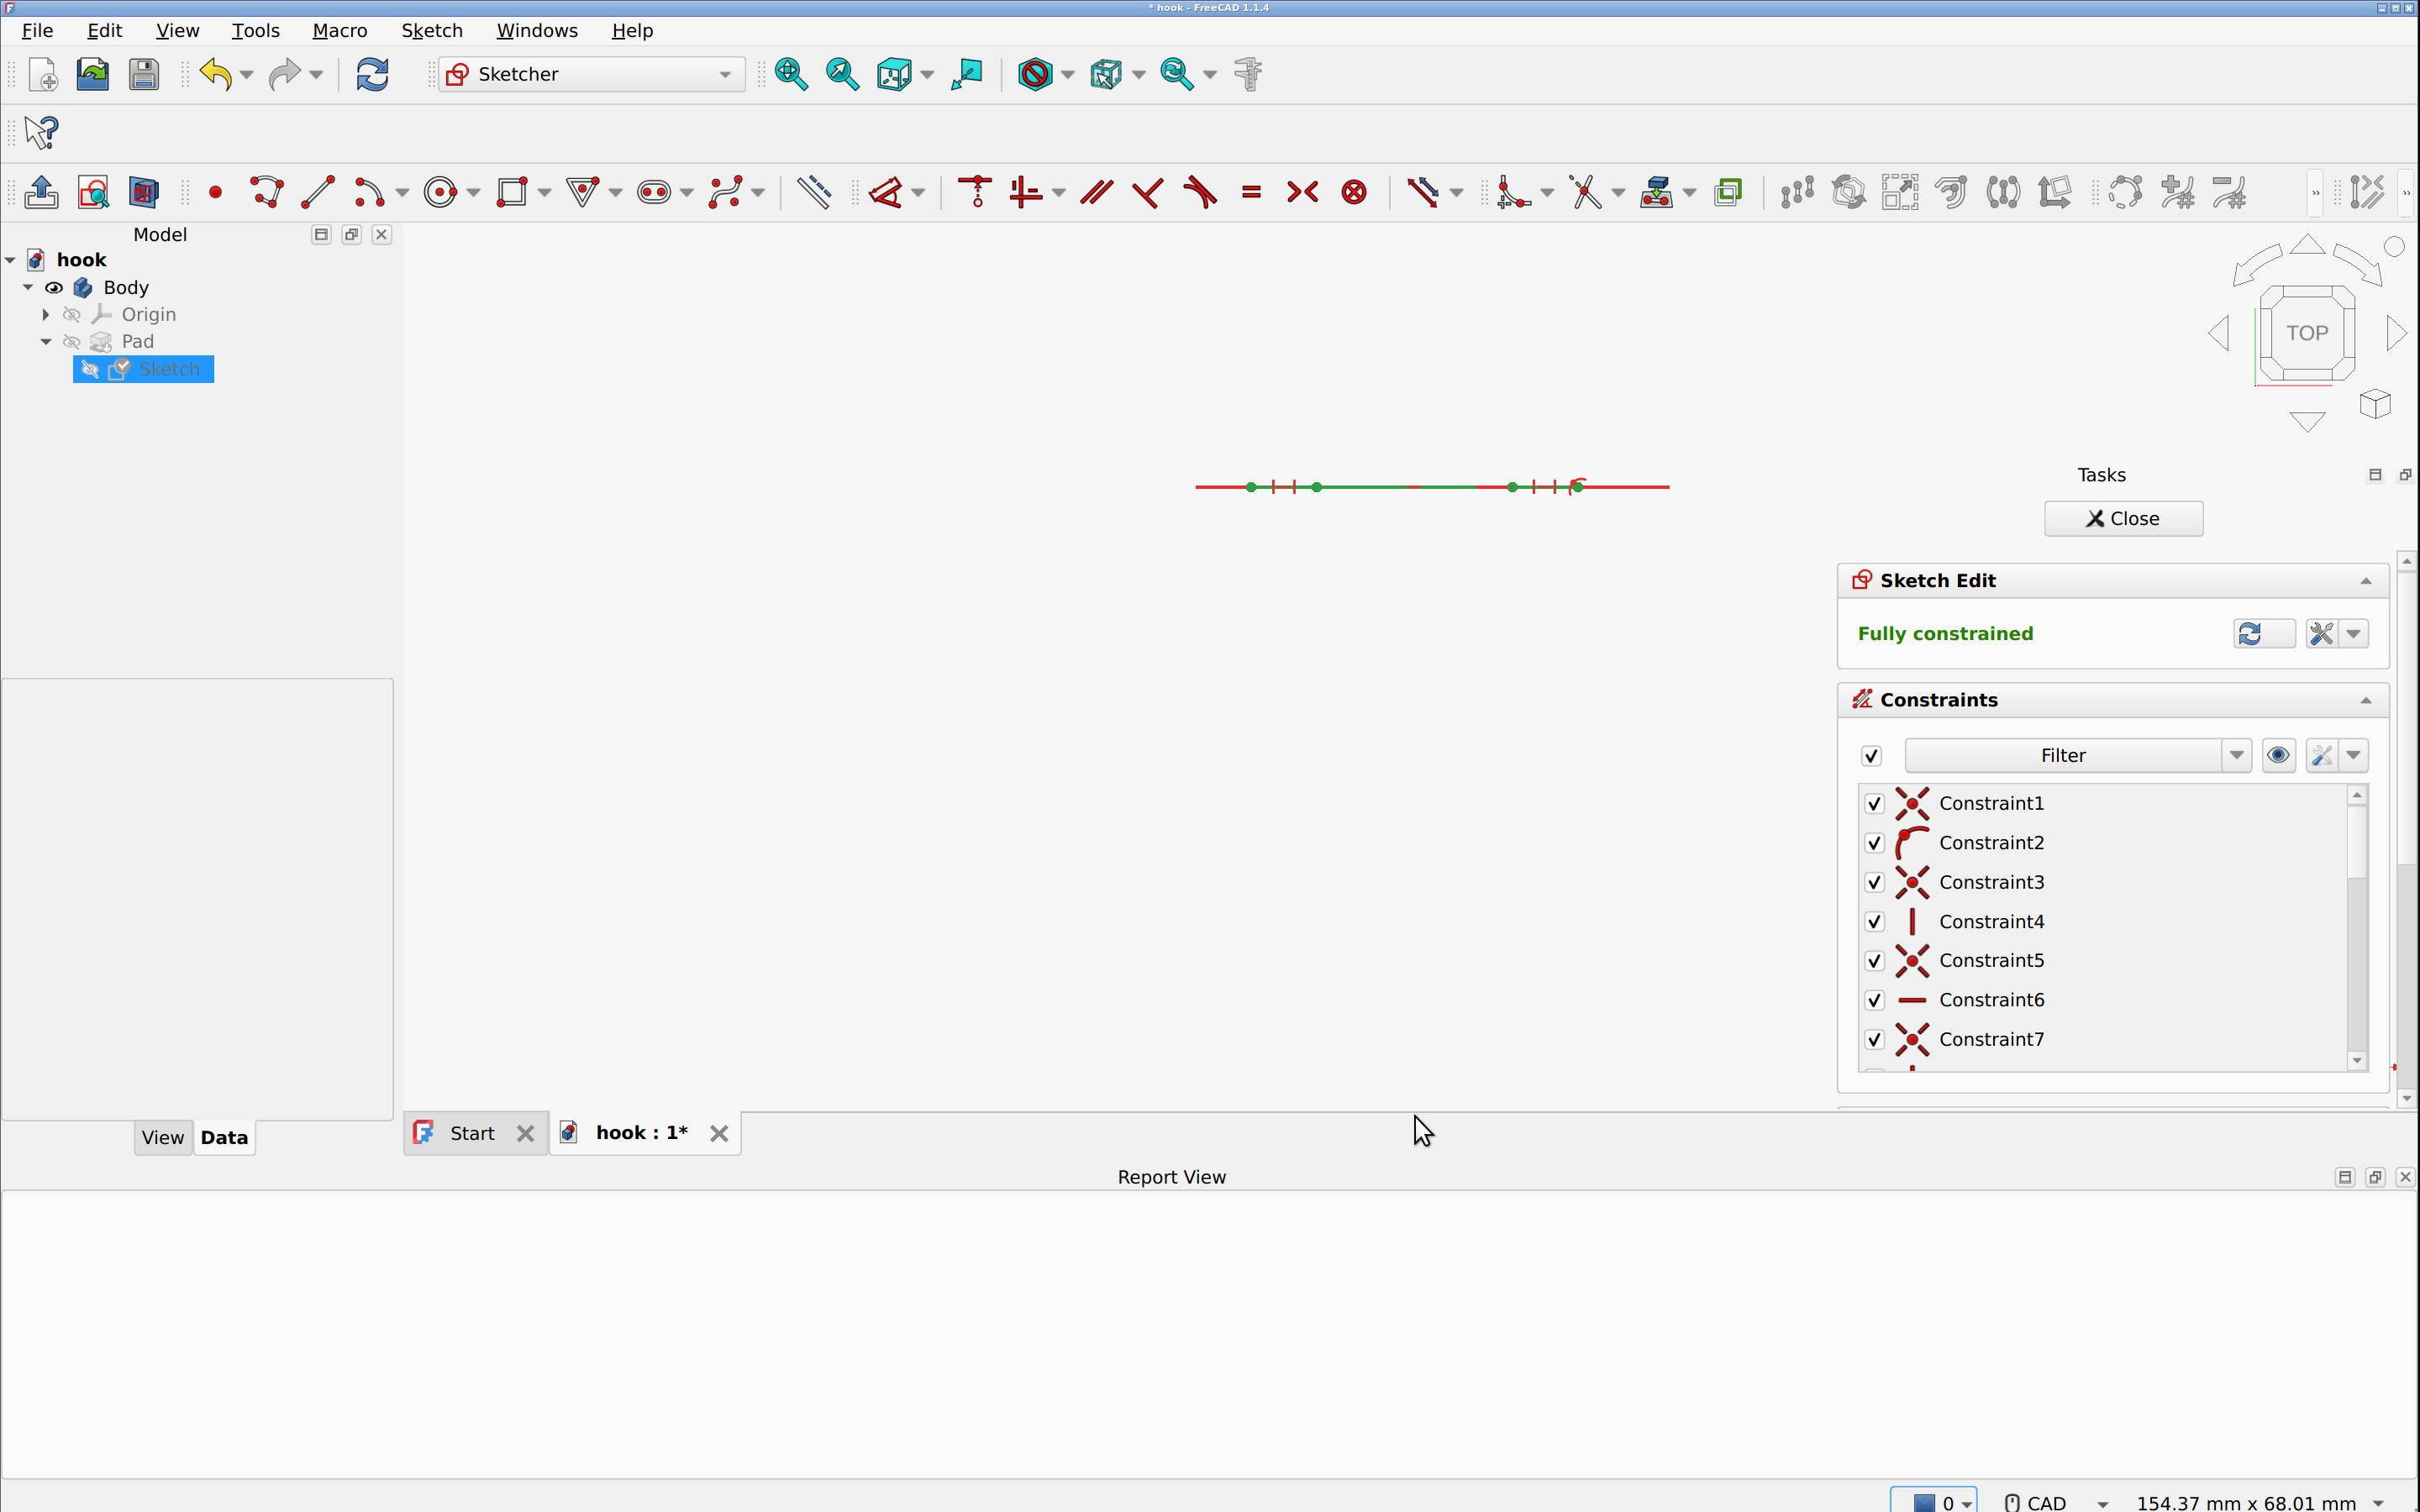 * hook - FreeCAD 1.1.4
File Edit View Tools Macro Sketch Windows Help
Sketcher
Model
hook
Body
Origin
Pad
Sketch
TOP
Tasks
Close
Sketch Edit
Fully constrained
Constraints
Filter
Constraint1
Constraint2
Constraint3
Constraint4
Constraint5
Constraint6
Constraint7
View Data
Start
hook : 1*
Report View
0 CAD 154.37 mm x 68.01 mm